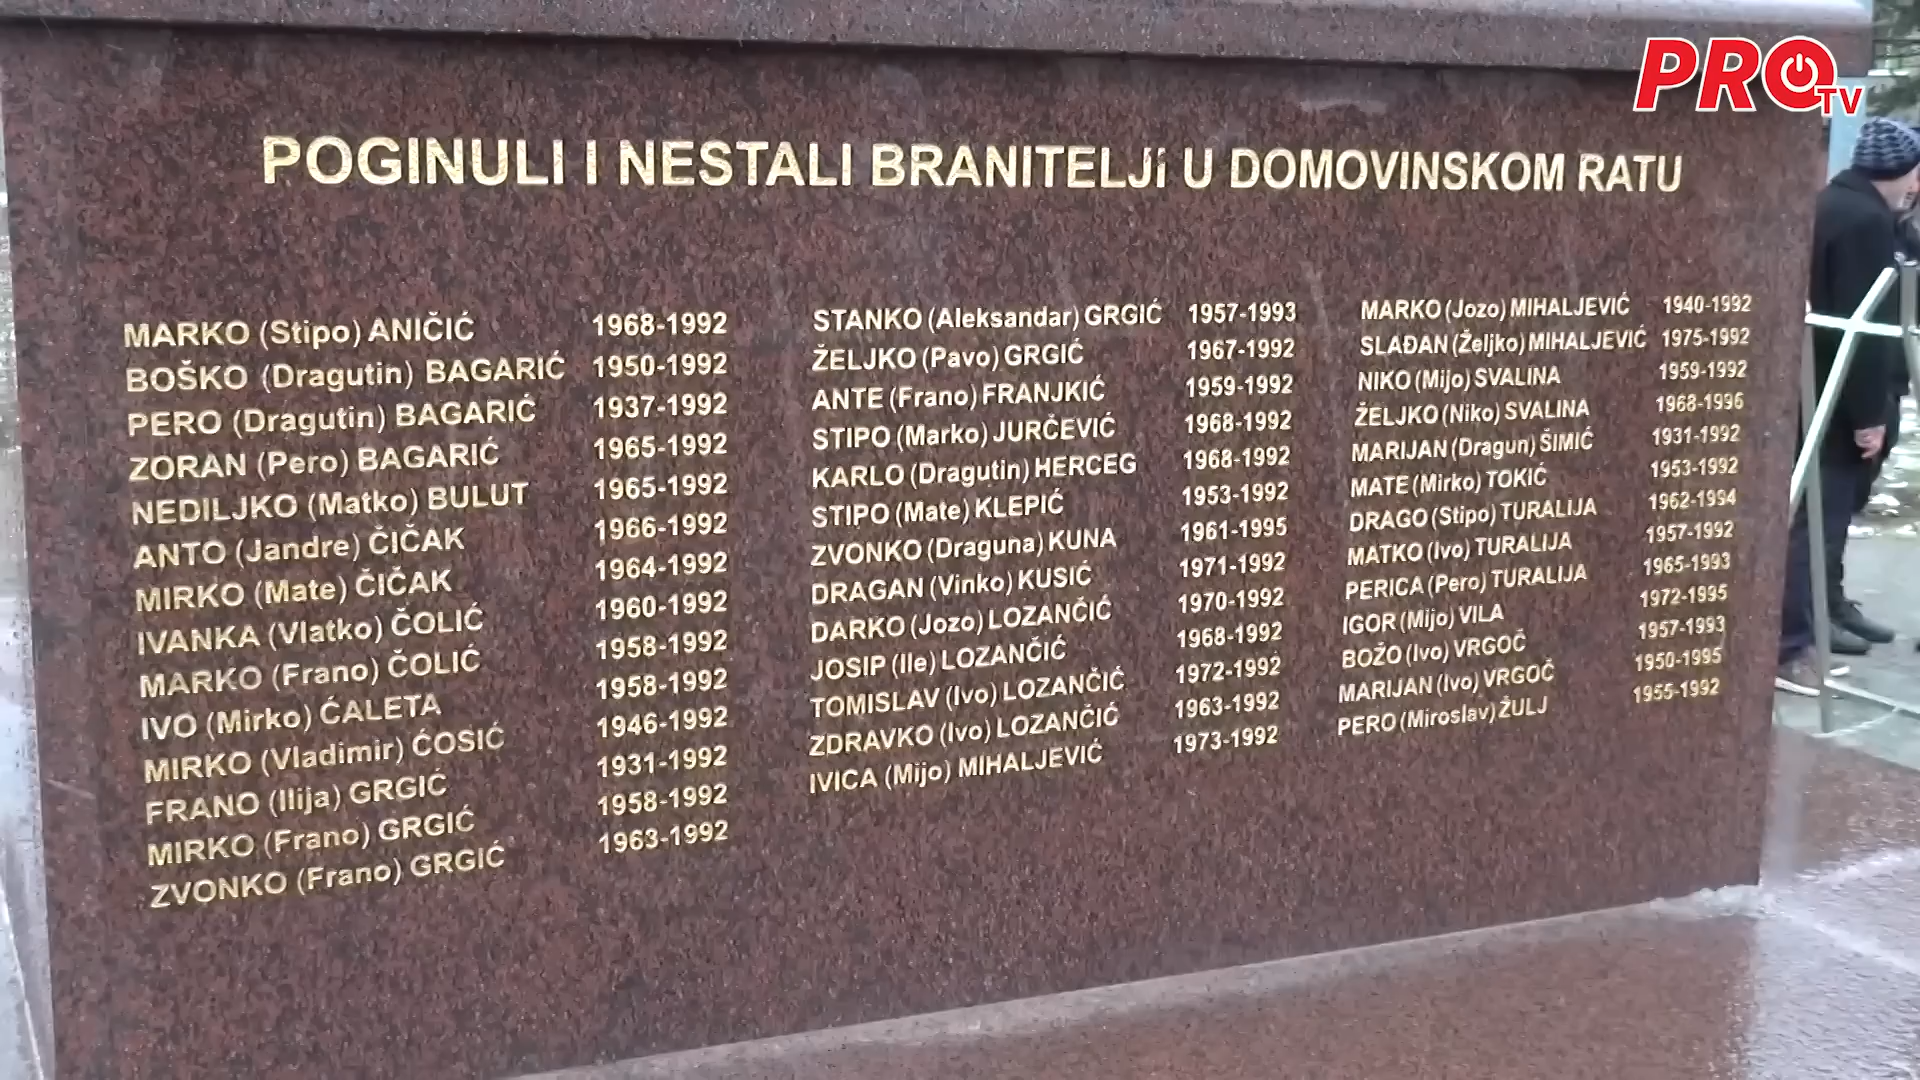 PRO TV
POGINULI I NESTALI BRANITELJI U DOMOVINSKOM RATU
MARKO (Stipo) ANIČIĆ 1968-1992
BOŠKO (Dragutin) BAGARIĆ 1950-1992
PERO (Dragutin) BAGARIĆ 1937-1992
ZORAN (Pero) BAGARIĆ 1965-1992
NEDILJKO (Matko) BULUT 1965-1992
ANTO (Jandre) ČIČAK 1966-1992
MIRKO (Mate) ČIČAK 1964-1992
IVANKA (Vlatko) ČOLIĆ 1960-1992
MARKO (Frano) ČOLIĆ 1958-1992
IVO (Mirko) ĆALETA 1958-1992
MIRKO (Vladimir) ĆOSIĆ 1946-1992
FRANO (Ilija) GRGIĆ 1931-1992
MIRKO (Frano) GRGIĆ 1958-1992
ZVONKO (Frano) GRGIĆ 1963-1992
STANKO (Aleksandar) GRGIĆ 1957-1993
ŽELJKO (Pavo) GRGIĆ 1967-1992
ANTE (Frano) FRANJKIĆ 1959-1992
STIPO (Marko) JURČEVIĆ 1968-1992
KARLO (Dragutin) HERCEG 1968-1992
STIPO (Mate) KLEPIĆ 1953-1992
ZVONKO (Draguna) KUNA 1961-1995
DRAGAN (Vinko) KUSIĆ 1971-1992
DARKO (Jozo) LOZANČIĆ 1970-1992
JOSIP (Ile) LOZANČIĆ 1968-1992
TOMISLAV (Ivo) LOZANČIĆ 1972-1992
ZDRAVKO (Ivo) LOZANČIĆ 1963-1992
IVICA (Mijo) MIHALJEVIĆ 1973-1992
MARKO (Jozo) MIHALJEVIĆ 1940-1992
SLAĐAN (Željko) MIHALJEVIĆ 1975-1992
NIKO (Mijo) SVALINA 1959-1992
ŽELJKO (Niko) SVALINA 1968-1996
MARIJAN (Dragun) ŠIMIĆ 1931-1992
MATE (Mirko) TOKIĆ 1953-1992
DRAGO (Stipo) TURALIJA 1962-1994
MATKO (Ivo) TURALIJA 1957-1992
PERICA (Pero) TURALIJA 1965-1993
IGOR (Mijo) VILA 1972-1995
BOŽO (Ivo) VRGOČ 1957-1993
MARIJAN (Ivo) VRGOČ 1950-1995
PERO (Miroslav) ŽULJ 1955-1992